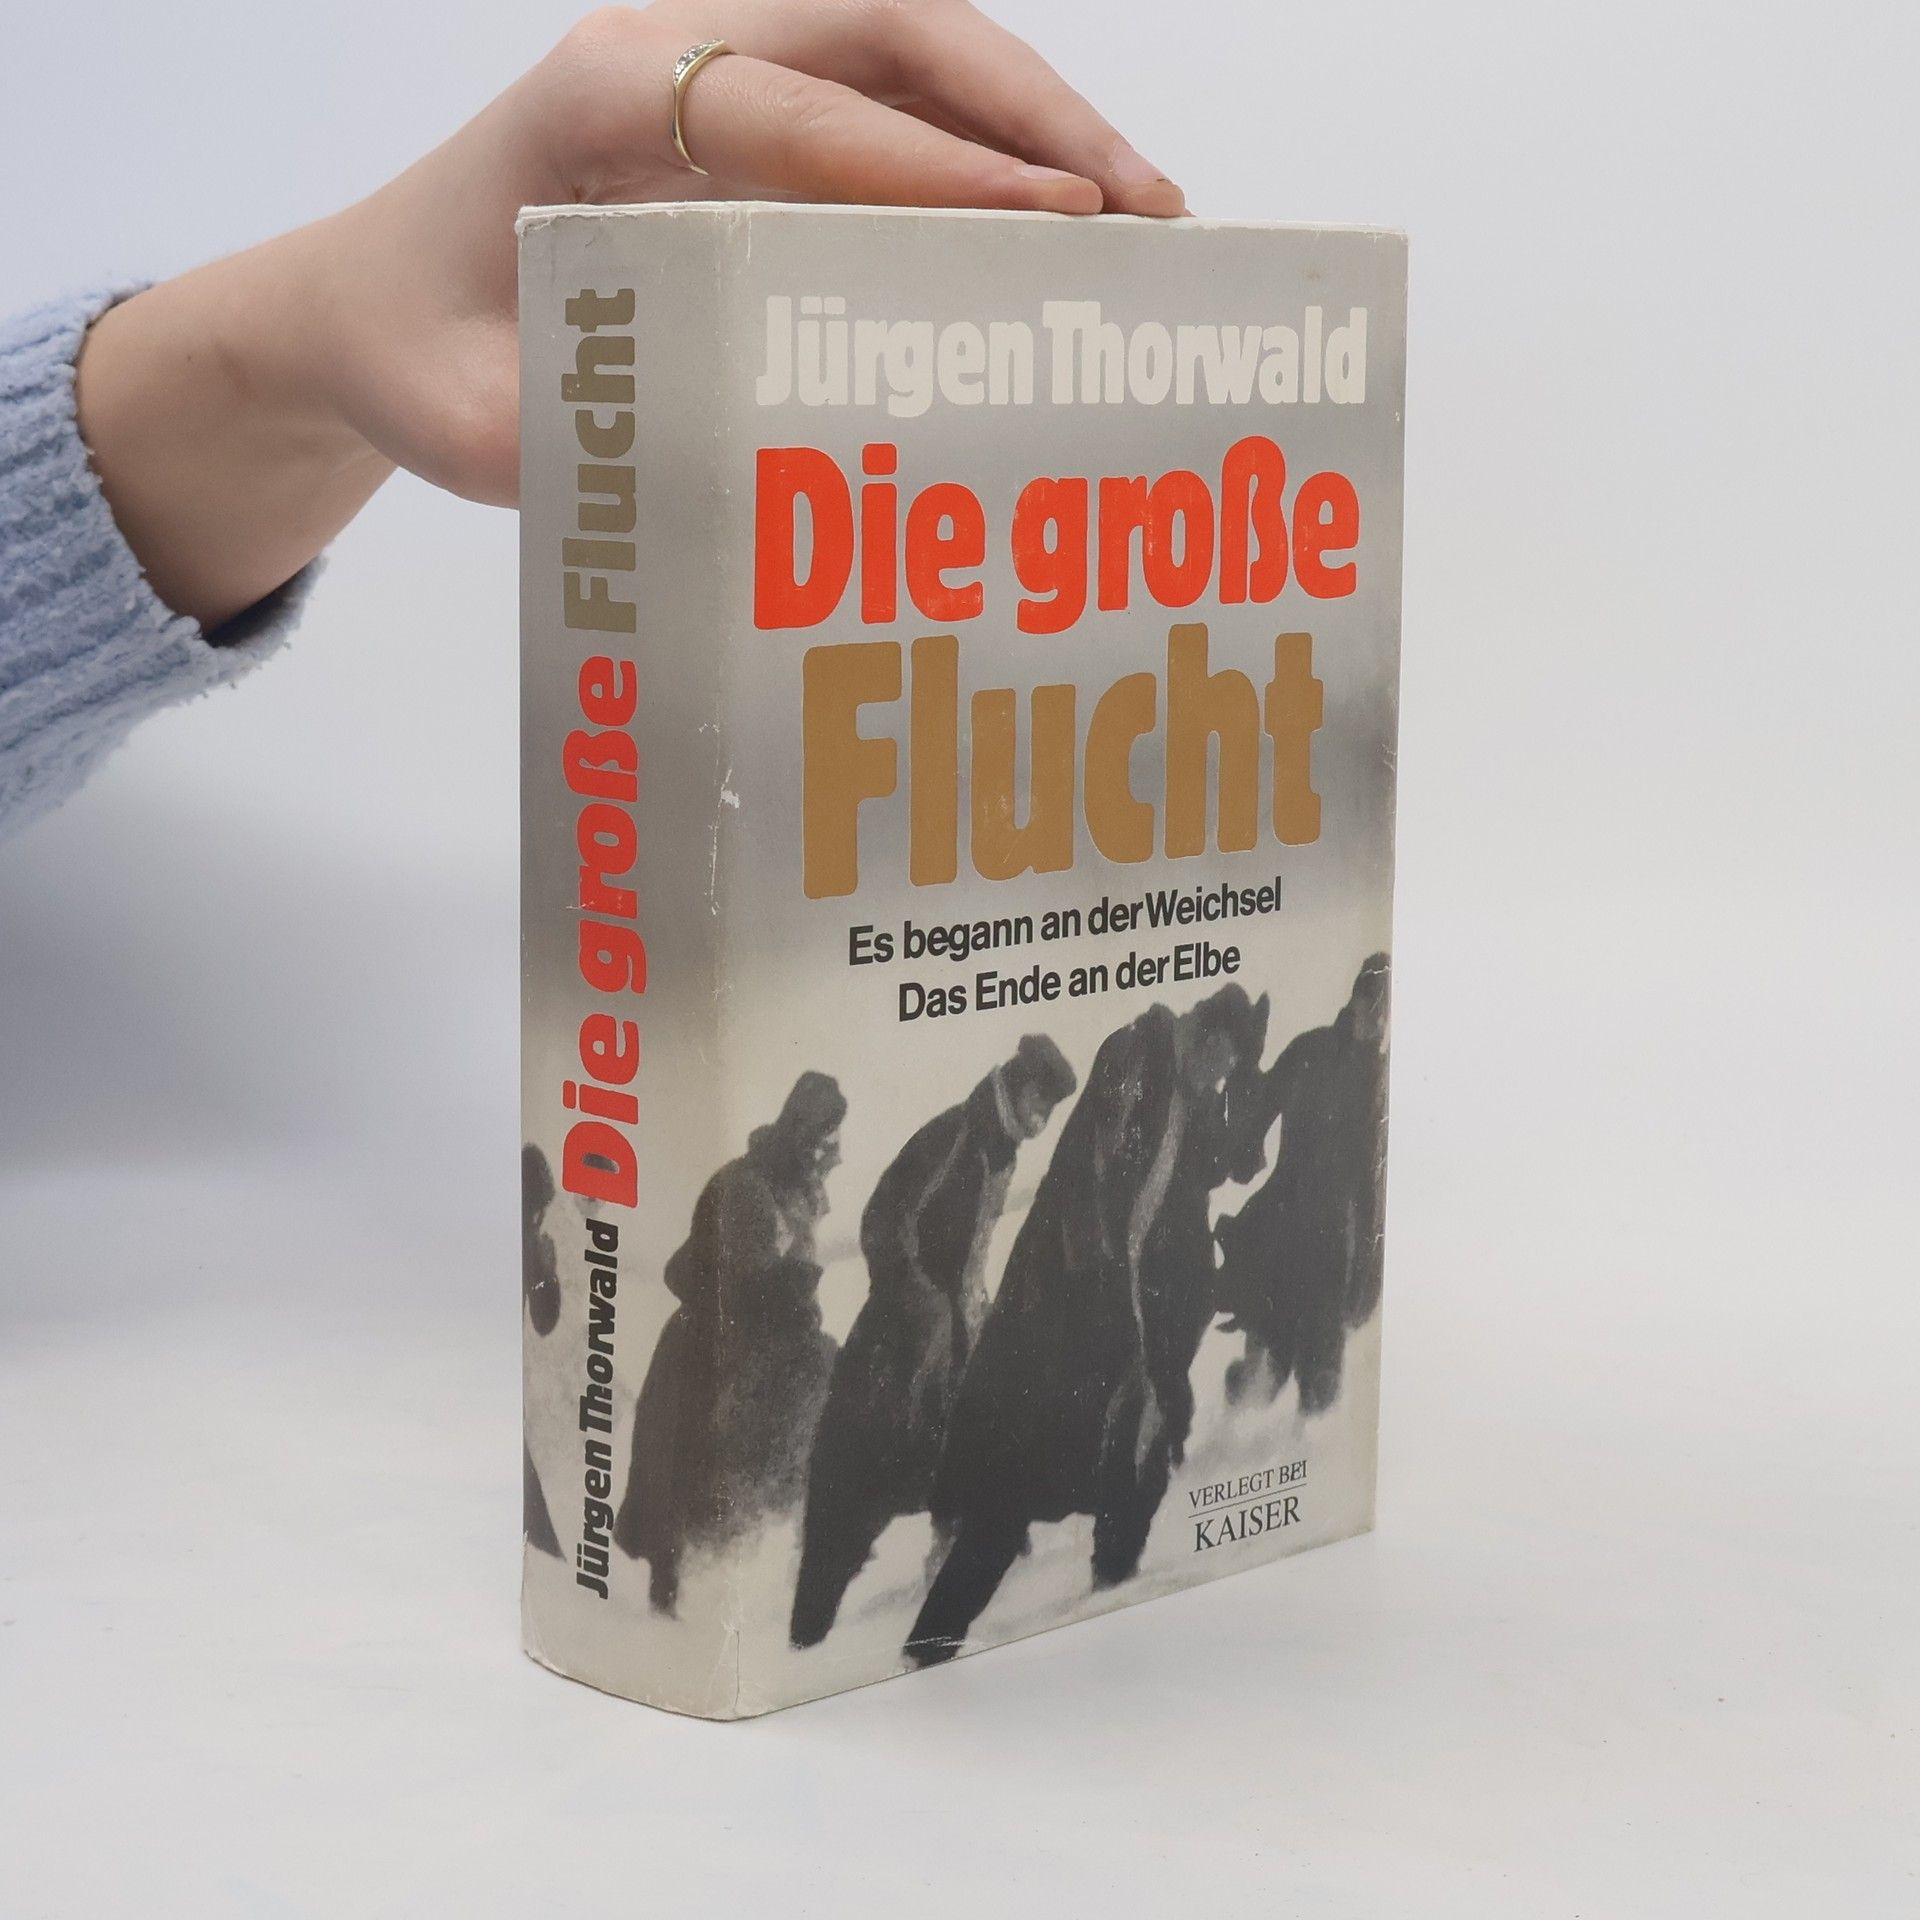 Jürgen Thorwald
Die große
Flucht
Es begann an der Weichsel
Das Ende an der Elbe
VERLEGT BEI
KAISER
Jürgen Thorwald Die große Flucht